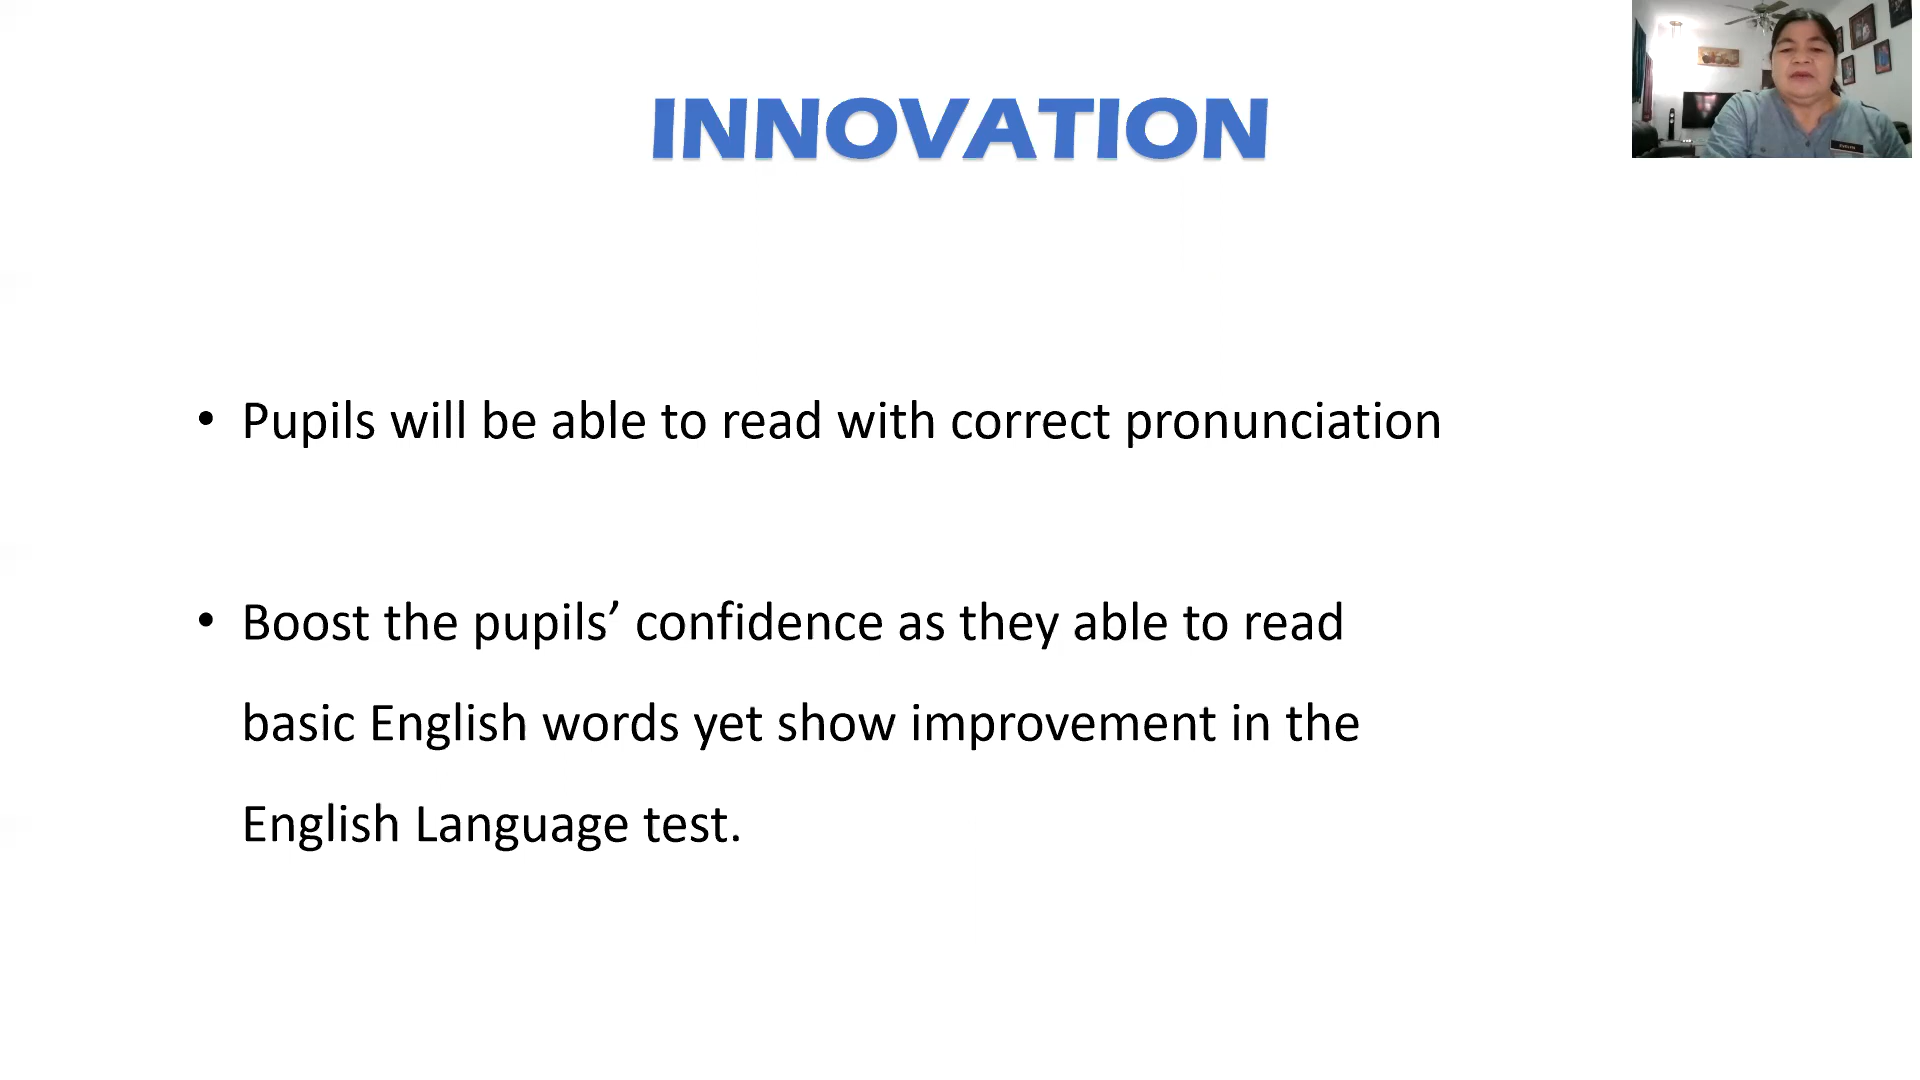 INNOVATION
• Pupils will be able to read with correct pronunciation
• Boost the pupils’ confidence as they able to read
basic English words yet show improvement in the
English Language test.